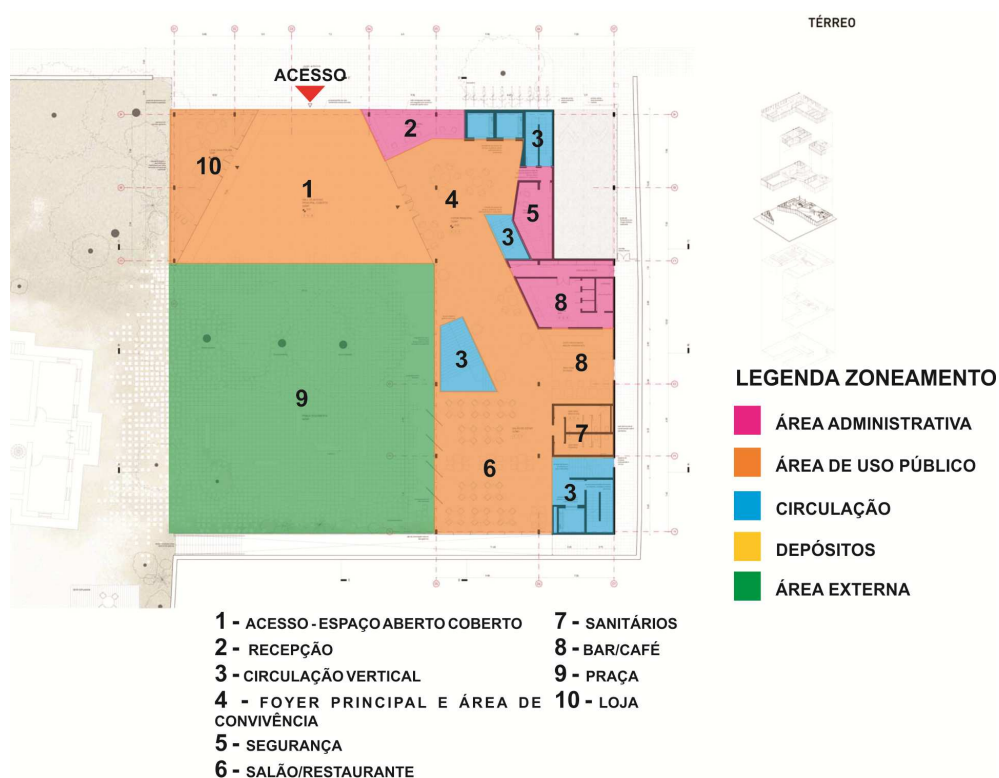 TÉRREO
ACESSO
2
3
10
1
4
5
3
8
3
8
9
7
6
3
LEGENDA ZONEAMENTO
ÁREA ADMINISTRATIVA
ÁREA DE USO PÚBLICO
CIRCULAÇÃO
DEPÓSITOS
ÁREA EXTERNA
1 - ACESSO - ESPAÇO ABERTO COBERTO
2 - RECEPÇÃO
3 - CIRCULAÇÃO VERTICAL
4 - FOYER PRINCIPAL E ÁREA DE
CONVIVÊNCIA
5 - SEGURANÇA
6 - SALÃO/RESTAURANTE
7 - SANITÁRIOS
8 - BAR/CAFÉ
9 - PRAÇA
10 - LOJA